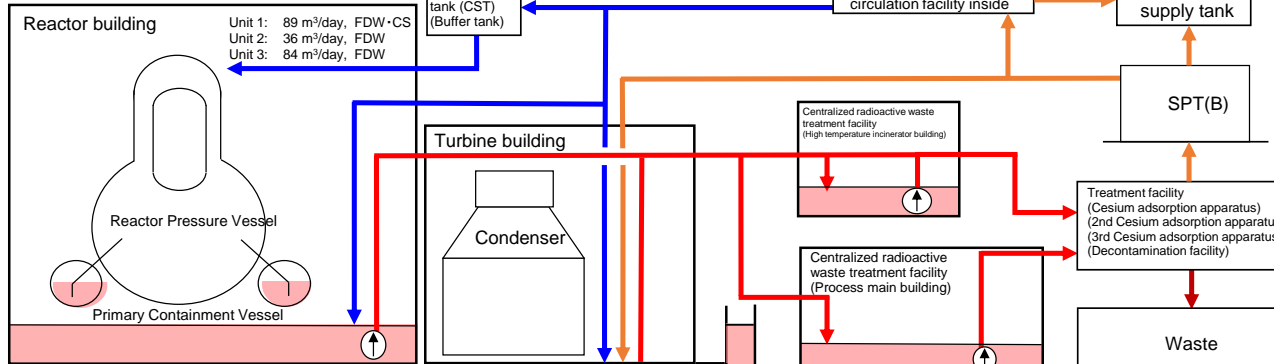 Reactor building
Unit 1: 89 m³/day, FDW・CS
Unit 2: 36 m³/day, FDW
Unit 3: 84 m³/day, FDW
tank (CST)
(Buffer tank)
circulation facility inside
supply tank
SPT(B)
Turbine building
Condenser
Reactor Pressure Vessel
Primary Containment Vessel
Centralized radioactive waste
treatment facility
(High temperature incinerator building)
Centralized radioactive
waste treatment facility
(Process main building)
Treatment facility
(Cesium adsorption apparatus)
(2nd Cesium adsorption apparatu
(3rd Cesium adsorption apparatus
(Decontamination facility)
Waste